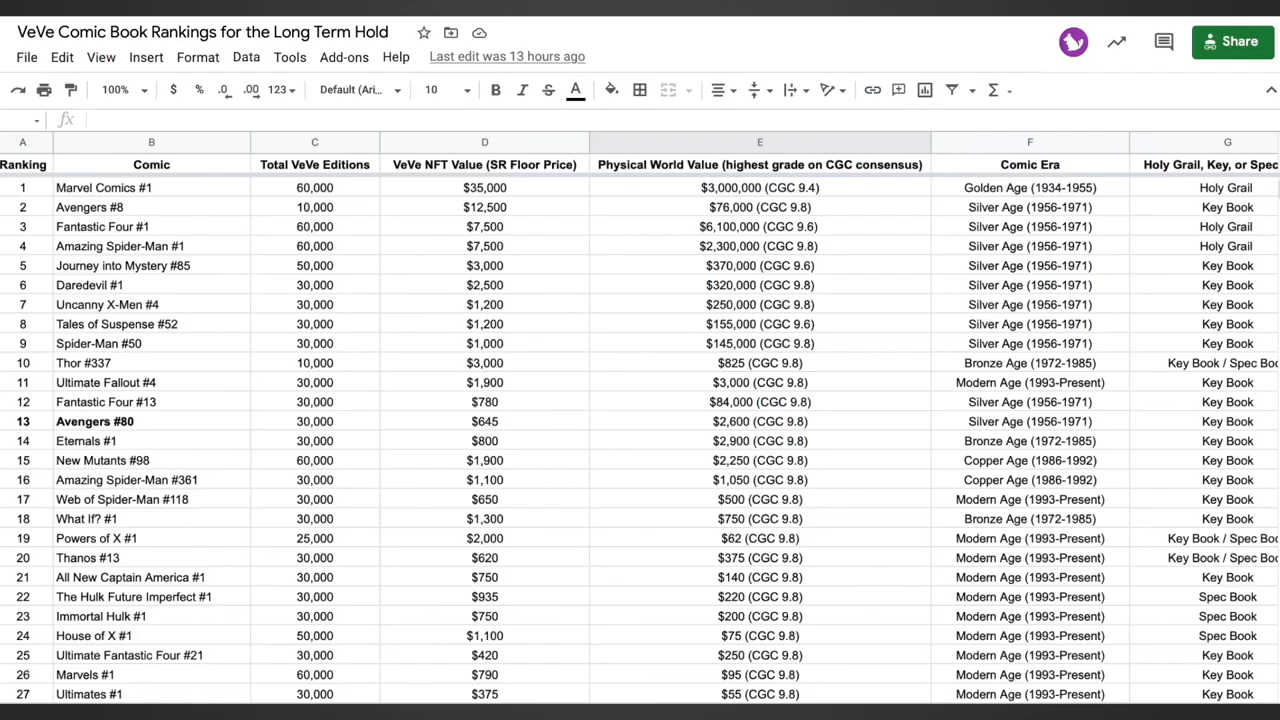 VeVe Comic Book Rankings for the Long Term Hold
Share
File Edit View Insert Format Data Tools Add-ons Help Last edit was 13 hours ago
100% $ % .0 .00 123 Default (Ari... 10 B I S A
fx
A B C D E F G
Ranking Comic Total VeVe Editions VeVe NFT Value (SR Floor Price) Physical World Value (highest grade on CGC consensus) Comic Era Holy Grail, Key, or Spec
1 Marvel Comics #1 60,000 $35,000 $3,000,000 (CGC 9.4) Golden Age (1934-1955) Holy Grail
2 Avengers #8 10,000 $12,500 $76,000 (CGC 9.8) Silver Age (1956-1971) Key Book
3 Fantastic Four #1 60,000 $7,500 $6,100,000 (CGC 9.6) Silver Age (1956-1971) Holy Grail
4 Amazing Spider-Man #1 60,000 $7,500 $2,300,000 (CGC 9.8) Silver Age (1956-1971) Holy Grail
5 Journey into Mystery #85 50,000 $3,000 $370,000 (CGC 9.6) Silver Age (1956-1971) Key Book
6 Daredevil #1 30,000 $2,500 $320,000 (CGC 9.8) Silver Age (1956-1971) Key Book
7 Uncanny X-Men #4 30,000 $1,200 $250,000 (CGC 9.8) Silver Age (1956-1971) Key Book
8 Tales of Suspense #52 30,000 $1,200 $155,000 (CGC 9.6) Silver Age (1956-1971) Key Book
9 Spider-Man #50 30,000 $1,000 $145,000 (CGC 9.8) Silver Age (1956-1971) Key Book
10 Thor #337 10,000 $3,000 $825 (CGC 9.8) Bronze Age (1972-1985) Key Book / Spec Boo
11 Ultimate Fallout #4 30,000 $1,900 $3,000 (CGC 9.8) Modern Age (1993-Present) Key Book
12 Fantastic Four #13 30,000 $780 $84,000 (CGC 9.8) Silver Age (1956-1971) Key Book
13 Avengers #80 30,000 $645 $2,600 (CGC 9.8) Silver Age (1956-1971) Key Book
14 Eternals #1 30,000 $800 $2,900 (CGC 9.8) Bronze Age (1972-1985) Key Book
15 New Mutants #98 60,000 $1,900 $2,250 (CGC 9.8) Copper Age (1986-1992) Key Book
16 Amazing Spider-Man #361 30,000 $1,100 $1,050 (CGC 9.8) Copper Age (1986-1992) Key Book
17 Web of Spider-Man #118 30,000 $650 $500 (CGC 9.8) Modern Age (1993-Present) Key Book
18 What If? #1 30,000 $1,300 $750 (CGC 9.8) Bronze Age (1972-1985) Key Book
19 Powers of X #1 25,000 $2,000 $62 (CGC 9.8) Modern Age (1993-Present) Key Book / Spec Boo
20 Thanos #13 30,000 $620 $375 (CGC 9.8) Modern Age (1993-Present) Key Book / Spec Boo
21 All New Captain America #1 30,000 $750 $140 (CGC 9.8) Modern Age (1993-Present) Key Book
22 The Hulk Future Imperfect #1 30,000 $935 $220 (CGC 9.8) Modern Age (1993-Present) Spec Book
23 Immortal Hulk #1 30,000 $750 $200 (CGC 9.8) Modern Age (1993-Present) Spec Book
24 House of X #1 50,000 $1,100 $75 (CGC 9.8) Modern Age (1993-Present) Spec Book
25 Ultimate Fantastic Four #21 30,000 $420 $250 (CGC 9.8) Modern Age (1993-Present) Key Book
26 Marvels #1 60,000 $790 $95 (CGC 9.8) Modern Age (1993-Present) Key Book
27 Ultimates #1 30,000 $375 $55 (CGC 9.8) Modern Age (1993-Present) Key Book